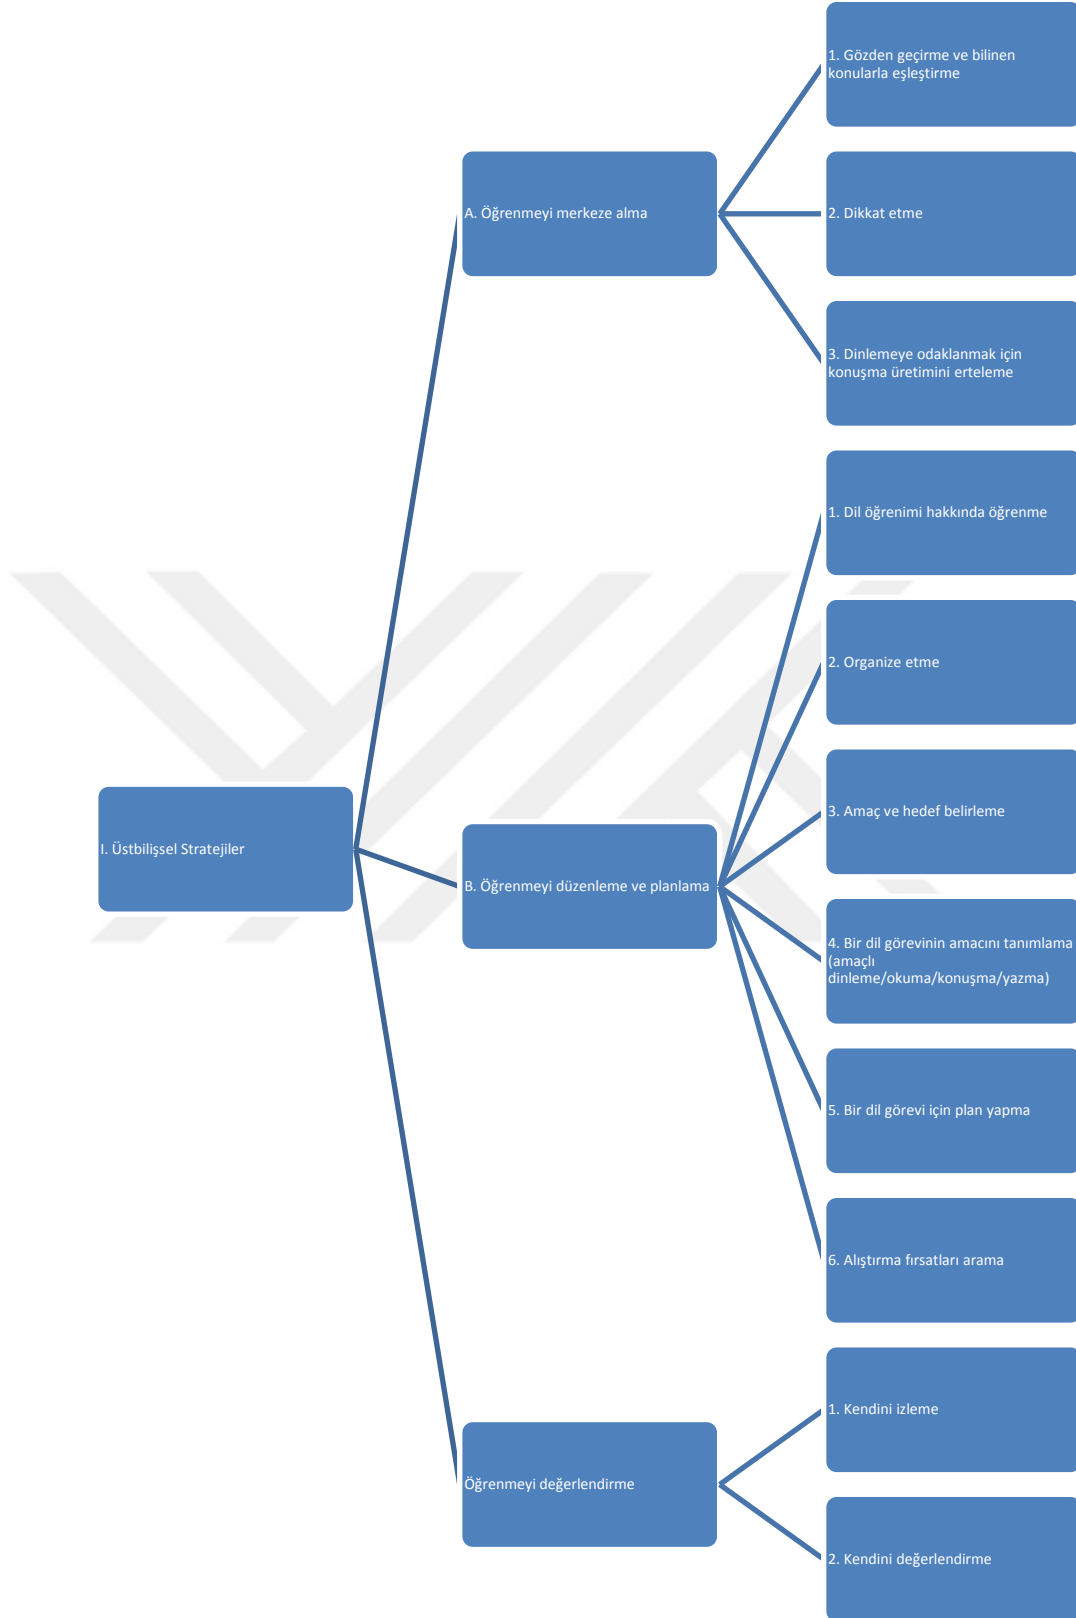 I. Üstbilişsel Stratejiler
A. Öğrenmeyi merkeze alma
1. Gözden geçirme ve bilinen
konularla eşleştirme
2. Dikkat etme
3. Dinlemeye odaklanmak için
konuşma üretimini erteleme
B. Öğrenmeyi düzenleme ve planlama
1. Dil öğrenimi hakkında öğrenme
2. Organize etme
3. Amaç ve hedef belirleme
4. Bir dil görevinin amacını tanımlama
(amaçlı
dinleme/okuma/konuşma/yazma)
5. Bir dil görevi için plan yapma
6. Alıştırma fırsatları arama
Öğrenmeyi değerlendirme
1. Kendini izleme
2. Kendini değerlendirme